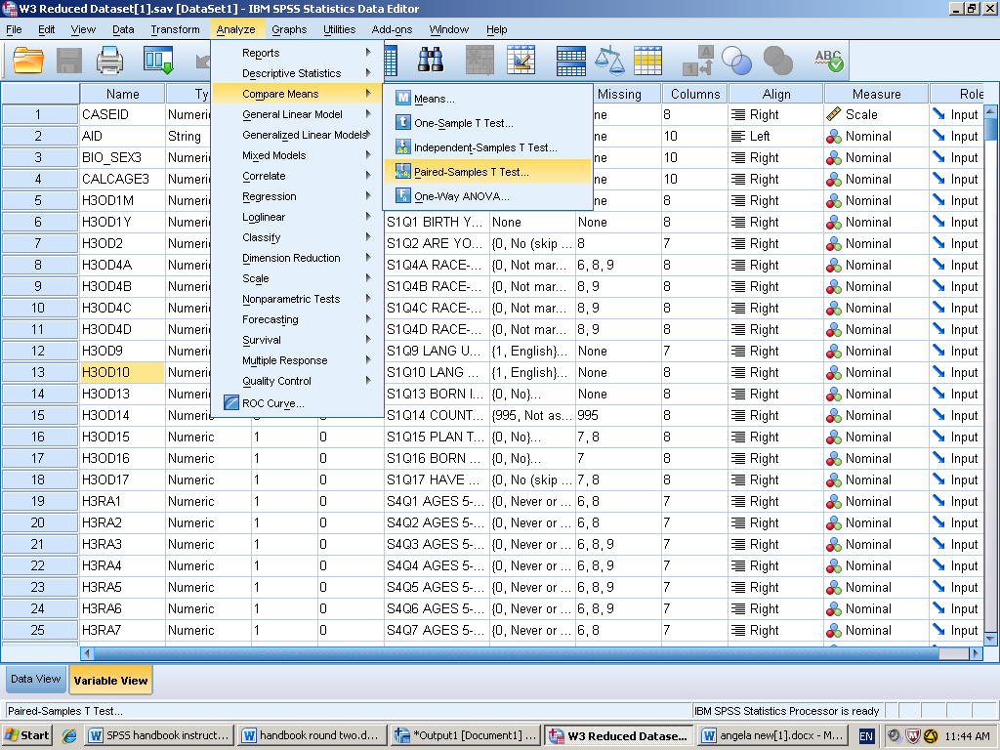 W3 Reduced Dataset[1].sav [DataSet1] - IBM SPSS Statistics Data Editor
File Edit View Data Transform Analyze Graphs Utilities Add-ons Window Help
Reports
Descriptive Statistics
Compare Means
General Linear Model
Generalized Linear Models
Mixed Models
Correlate
Regression
Loglinear
Classify
Dimension Reduction
Scale
Nonparametric Tests
Forecasting
Survival
Multiple Response
Quality Control
ROC Curve...
Means...
One-Sample T Test...
Independent-Samples T Test...
Paired-Samples T Test...
One-Way ANOVA...
Name Ty Missing Columns Align Measure Role
1 CASEID Numeri ne 8 Right Scale Input
2 AID String ne 10 Left Nominal Input
3 BIO_SEX3 Numeri ne 10 Right Nominal Input
4 CALCAGE3 Numeri ne 10 Right Nominal Input
5 H3OD1M Numeri ne 8 Right Nominal Input
6 H3OD1Y Numeri S1Q1 BIRTH Y... None None 8 Right Nominal Input
7 H3OD2 Numeri S1Q2 ARE YO... {0, No (skip ... 8 7 Right Nominal Input
8 H3OD4A Numeri S1Q4A RACE-... {0, Not mar... 6, 8, 9 8 Right Nominal Input
9 H3OD4B Numeri S1Q4B RACE-... {0, Not mar... 8, 9 8 Right Nominal Input
10 H3OD4C Numeri S1Q4C RACE-... {0, Not mar... 8, 9 8 Right Nominal Input
11 H3OD4D Numeri S1Q4D RACE-... {0, Not mar... 8, 9 8 Right Nominal Input
12 H3OD9 Numeri S1Q9 LANG U... {1, English}... None 7 Right Nominal Input
13 H3OD10 Numeri S1Q10 LANG ... {1, English}... None 8 Right Nominal Input
14 H3OD13 Numeri S1Q13 BORN I... {0, No}... None 8 Right Nominal Input
15 H3OD14 Numeric S1Q14 COUNT... {995, Not as... 995 8 Right Nominal Input
16 H3OD15 Numeric 1 0 S1Q15 PLAN T... {0, No}... 7, 8 8 Right Nominal Input
17 H3OD16 Numeric 1 0 S1Q16 BORN ... {0, No}... 7 8 Right Nominal Input
18 H3OD17 Numeric 1 0 S1Q17 HAVE ... {0, No (skip ... 7, 8 8 Right Nominal Input
19 H3RA1 Numeric 1 0 S4Q1 AGES 5-... {0, Never or ... 6, 8 7 Right Nominal Input
20 H3RA2 Numeric 1 0 S4Q2 AGES 5-... {0, Never or ... 6, 8 7 Right Nominal Input
21 H3RA3 Numeric 1 0 S4Q3 AGES 5-... {0, Never or ... 6, 8, 9 7 Right Nominal Input
22 H3RA4 Numeric 1 0 S4Q4 AGES 5-... {0, Never or ... 6, 8, 9 7 Right Nominal Input
23 H3RA5 Numeric 1 0 S4Q5 AGES 5-... {0, Never or ... 6, 8, 9 7 Right Nominal Input
24 H3RA6 Numeric 1 0 S4Q6 AGES 5-... {0, Never or ... 6, 8, 9 7 Right Nominal Input
25 H3RA7 Numeric 1 0 S4Q7 AGES 5-... {0, Never or ... 6, 8 7 Right Nominal Input
Data View Variable View
Paired-Samples T Test... IBM SPSS Statistics Processor is ready
Start SPSS handbook instruct... handbook round two.d... *Output1 [Document1] ... W3 Reduced Datase... angela new[1].docx - M... EN 11:44 AM